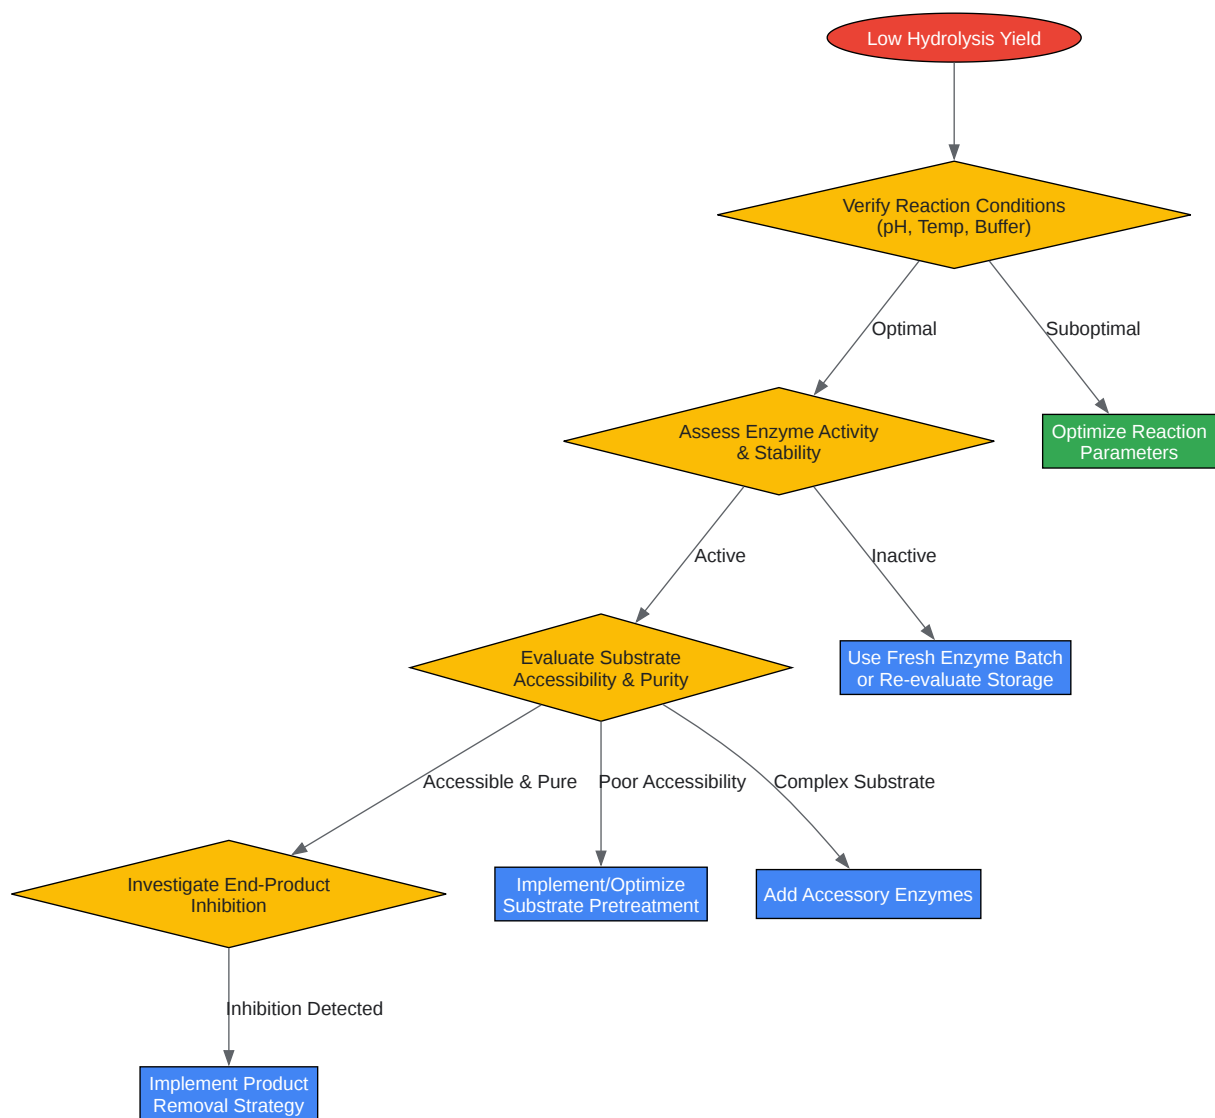 Low Hydrolysis Yield
Verify Reaction Conditions
(pH, Temp, Buffer)
Optimal
Suboptimal
Assess Enzyme Activity
& Stability
Optimize Reaction
Parameters
Active
Inactive
Evaluate Substrate
Accessibility & Purity
Use Fresh Enzyme Batch
or Re-evaluate Storage
Accessible & Pure
Poor Accessibility
Complex Substrate
Investigate End-Product
Inhibition
Implement/Optimize
Substrate Pretreatment
Add Accessory Enzymes
Inhibition Detected
Implement Product
Removal Strategy